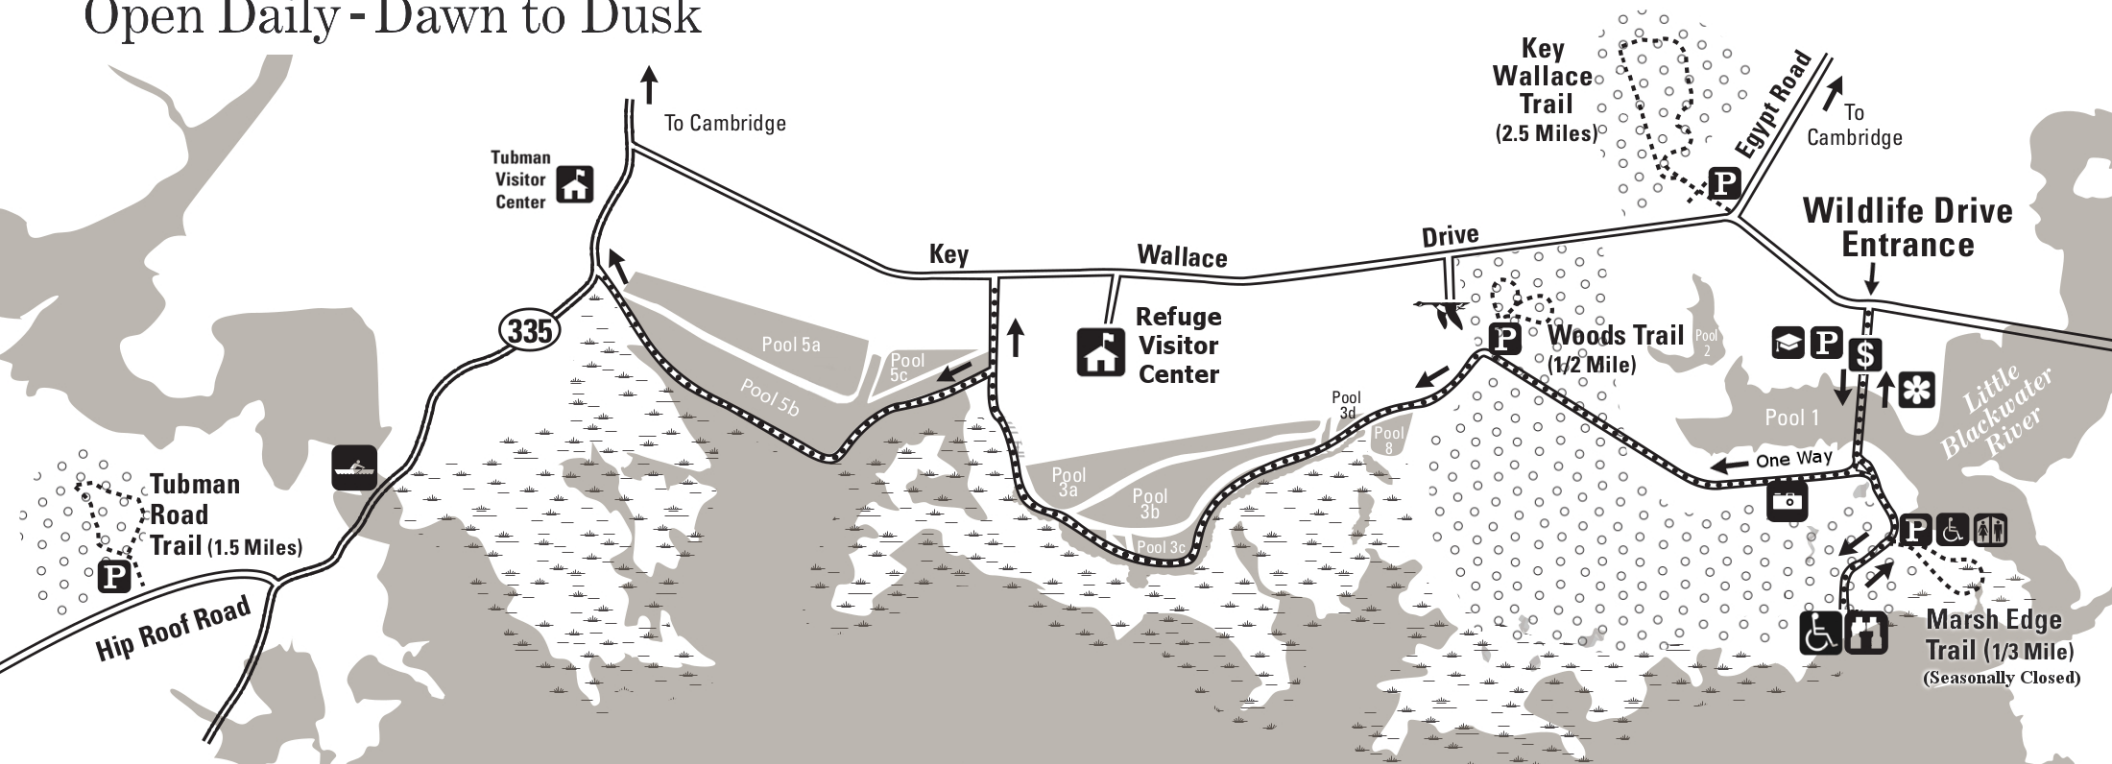 Open Daily - Dawn to Dusk
To Cambridge
Tubman
Visitor
Center
Key
Wallace
Trail
(2.5 Miles)
Egypt Road
To
Cambridge
P
Wildlife Drive
Entrance
Key
Wallace
Drive
Refuge
Visitor
Center
335
Pool 5a
Pool
5c
Pool 5b
P
Woods Trail
(1/2 Mile)
Pool
2
P
$
Pool 1
Little
Blackwater
River
Pool
3d
Pool
8
Pool
3a
Pool
3b
Pool 3c
One Way
P
Tubman
Road
Trail (1.5 Miles)
P
Hip Roof Road
Marsh Edge
Trail (1/3 Mile)
(Seasonally Closed)